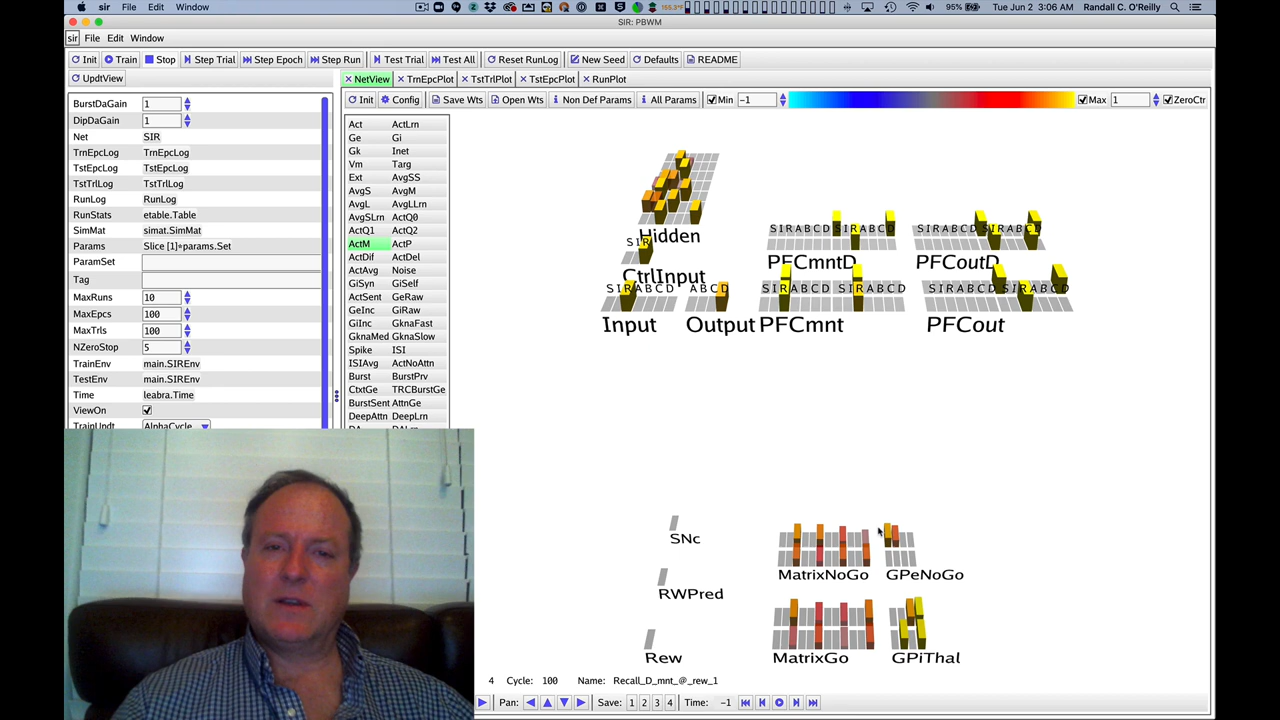 sir File Edit Window 155.3°F 95% Tue Jun 2 3:06 AM Randall C. O'Reilly
SIR: PBWM
sir File Edit Window
Init Train Stop Step Trial Step Epoch Step Run Test Trial Test All Reset RunLog New Seed Defaults README
UpdtView
NetView TrnEpcPlot TstTrlPlot TstEpcPlot RunPlot
Init Config Save Wts Open Wts Non Def Params All Params Min -1 Max 1 ZeroCtr
BurstDaGain 1
DipDaGain 1
Net SIR
TrnEpcLog TrnEpcLog
TstEpcLog TstEpcLog
TstTrlLog TstTrlLog
RunLog RunLog
RunStats etable.Table
SimMat simat.SimMat
Params Slice [1]*params.Set
ParamSet
Tag
MaxRuns 10
MaxEpcs 100
MaxTrls 100
NZeroStop 5
TrainEnv main.SIREnv
TestEnv main.SIREnv
Time leabra.Time
ViewOn
TrainUpdt AlphaCycle
Act ActLrn
Ge Gi
Gk Inet
Vm Targ
Ext AvgSS
AvgS AvgM
AvgL AvgLLrn
AvgSLrn ActQ0
ActQ1 ActQ2
ActM ActP
ActDif ActDel
ActAvg Noise
GiSyn GiSelf
ActSent GeRaw
GeInc GiRaw
GiInc GknaFast
GknaMed GknaSlow
Spike ISI
ISIAvg ActNoAttn
Burst BurstPrv
CtxtGe TRCBurstGe
BurstSent AttnGe
DeepAttn DeepLrn
DA DALrn
Hidden
S I R
CtrlInput
S I R A B C D
Input
A B C D
Output
S I R A B C D S I R A B C D
PFCmntD
S I R A B C D S I R A B C D
PFCoutD
S I R A B C D S I R A B C D
PFCmnt
S I R A B C D S I R A B C D
PFCout
SNc
RWPred
Rew
MatrixNoGo
GPeNoGo
MatrixGo
GPiThal
4 Cycle: 100 Name: Recall_D_mnt_@_rew_1
Pan: Save: 1 2 3 4 Time: -1